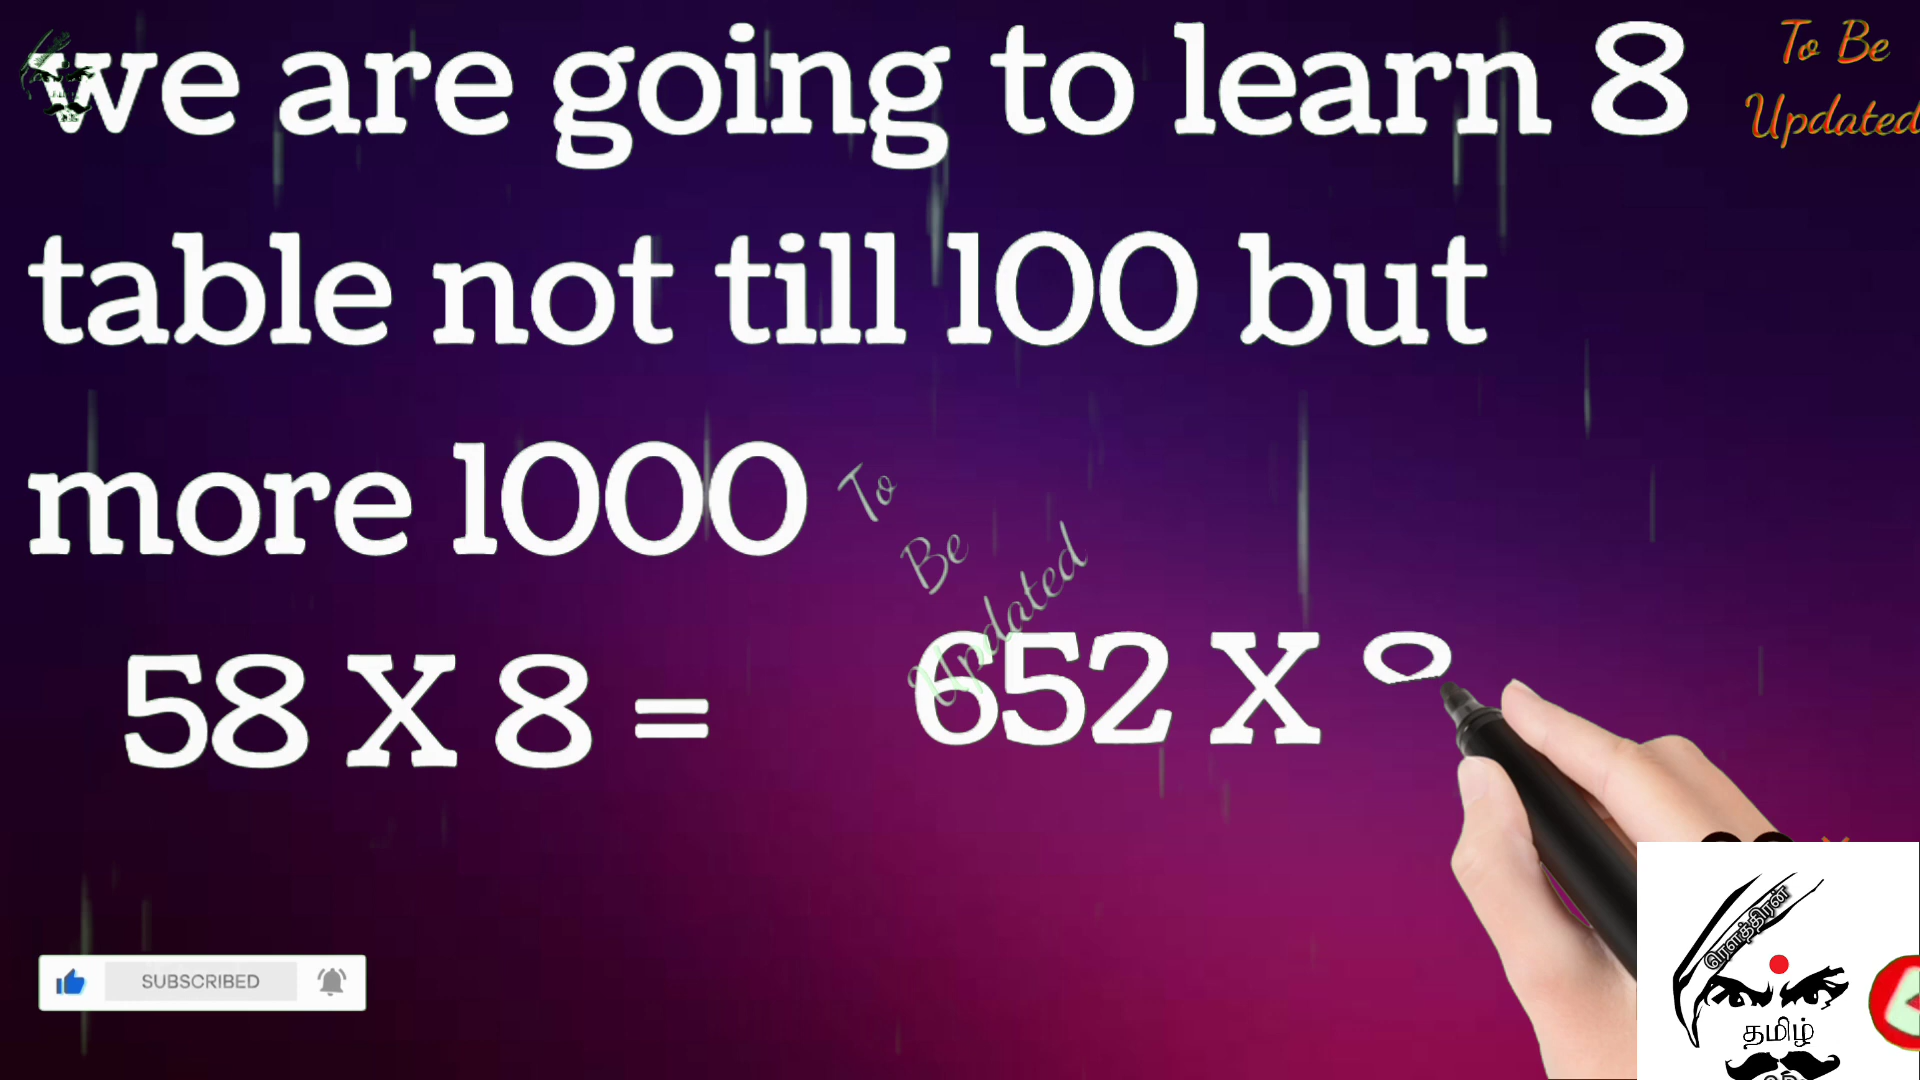 we are going to learn 8
table not till 100 but
more 1000
58 X 8 =
652 X
To Be
Updated
To
Be
Updated
SUBSCRIBED
ரௌத்திரன்
தமிழ்